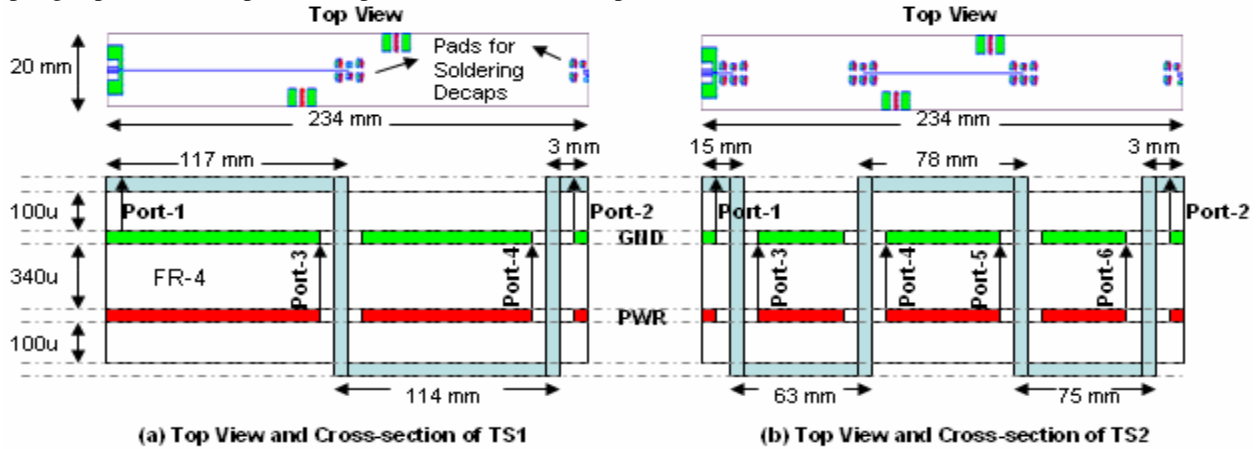 Top View Top View
20 mm
Pads for
Soldering
Decaps
234 mm 234 mm
117 mm 3 mm 15 mm 78 mm 3 mm
100u Port-1 Port-2 Port-1 Port-2
GND
340u FR-4 Port-3 Port-4 Port-3 Port-4 Port-5 Port-6
PWR
100u
114 mm 63 mm 75 mm
(a) Top View and Cross-section of TS1 (b) Top View and Cross-section of TS2